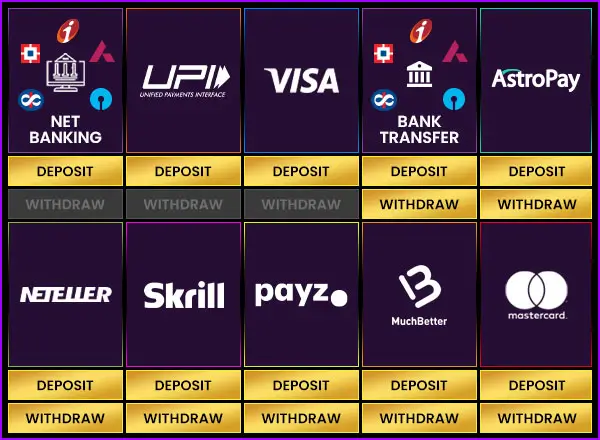 NET
BANKING
UPI
UNIFIED PAYMENTS INTERFACE
VISA
BANK
TRANSFER
AstroPay
DEPOSIT
DEPOSIT
DEPOSIT
DEPOSIT
DEPOSIT
WITHDRAW
WITHDRAW
WITHDRAW
WITHDRAW
WITHDRAW
NETELLER
Skrill
payz
MuchBetter
mastercard.
DEPOSIT
DEPOSIT
DEPOSIT
DEPOSIT
DEPOSIT
WITHDRAW
WITHDRAW
WITHDRAW
WITHDRAW
WITHDRAW